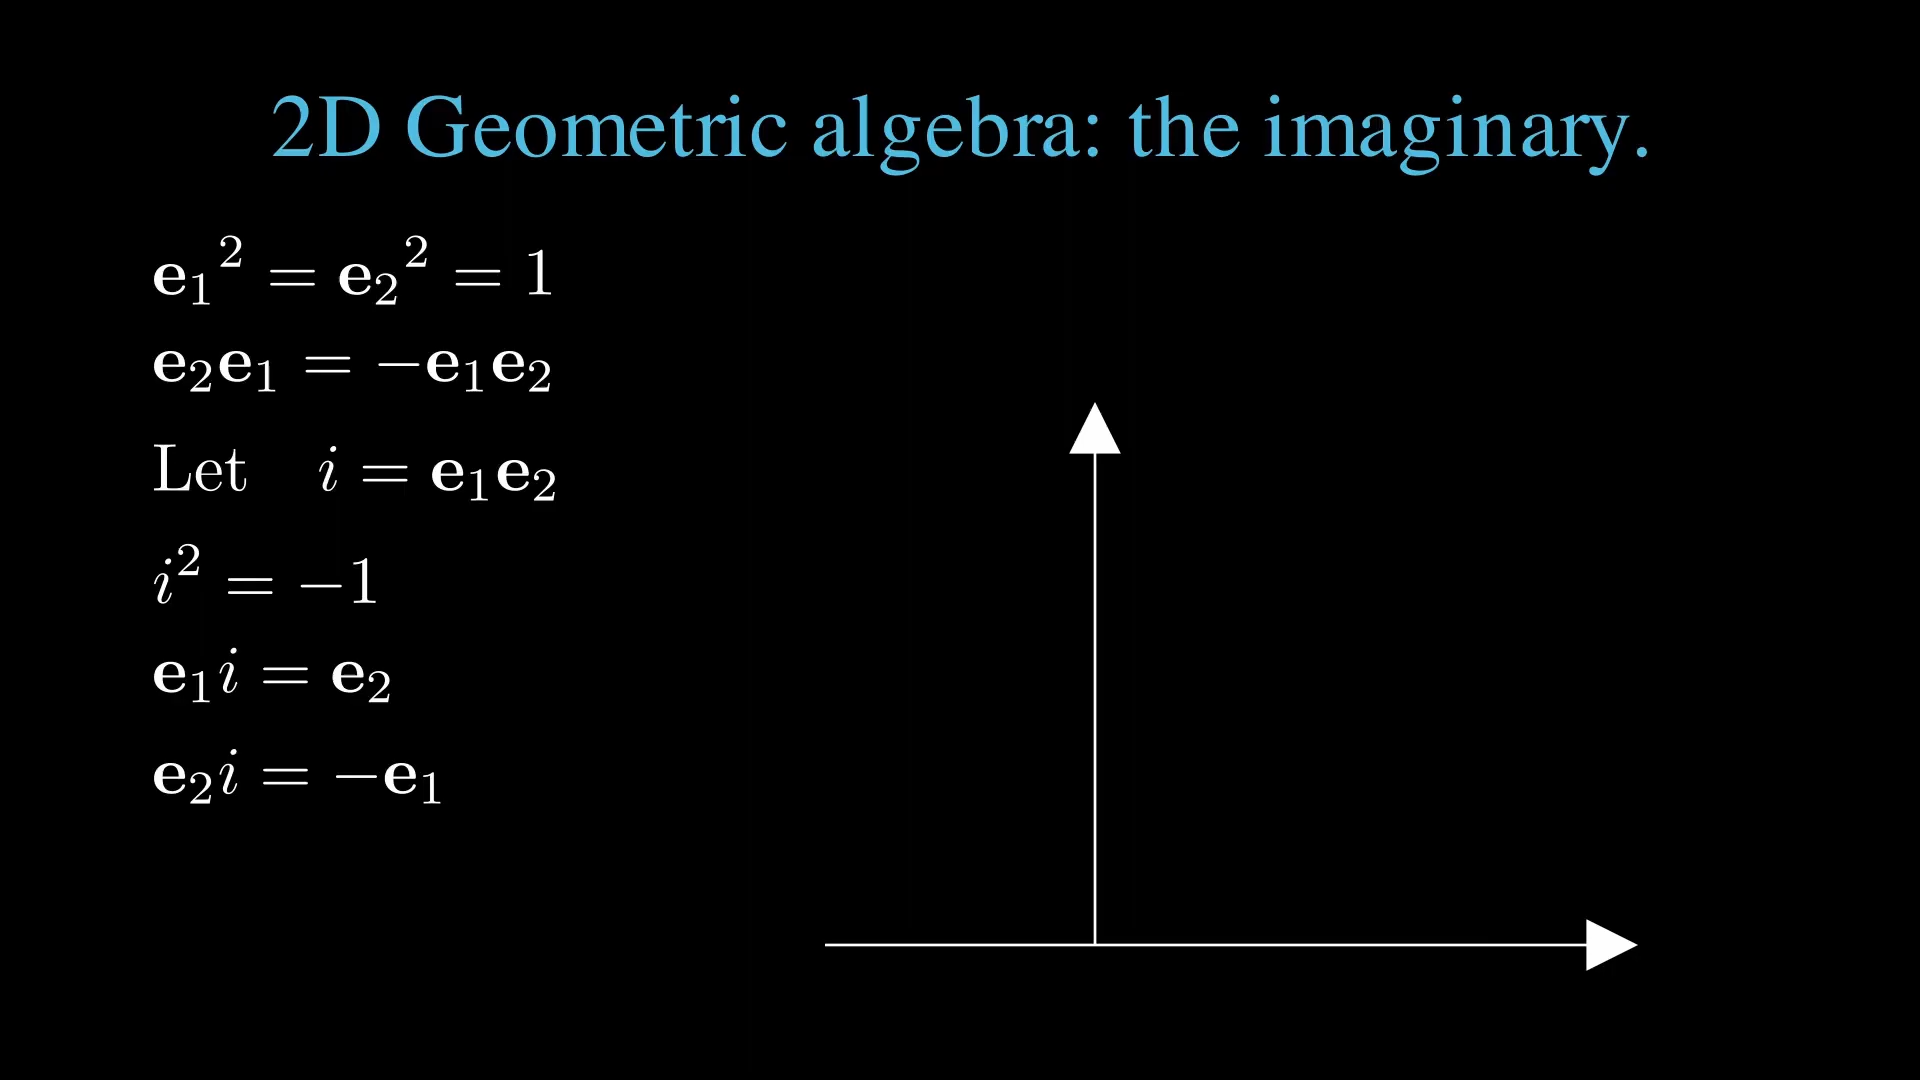 2D Geometric algebra: the imaginary.
e₁² = e₂² = 1
e₂e₁ = −e₁e₂
Let i = e₁e₂
i² = −1
e₁i = e₂
e₂i = −e₁